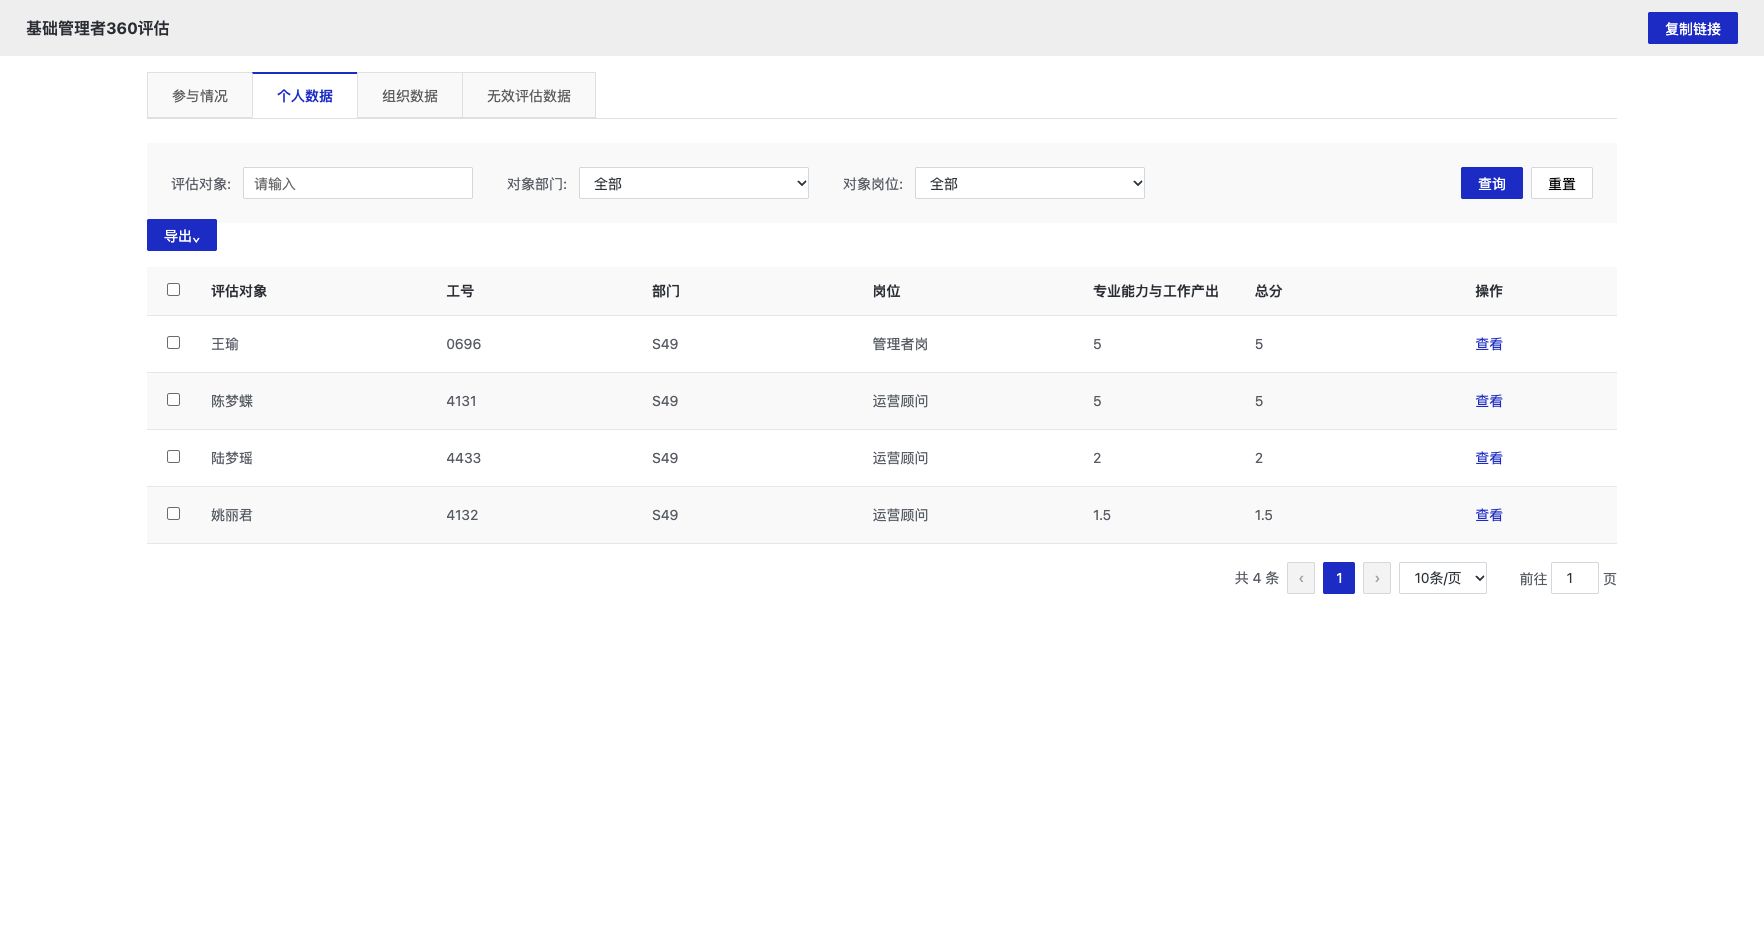 基础管理者360评估 复制链接
参与情况 个人数据 组织数据 无效评估数据
评估对象: 请输入 对象部门: 全部 对象岗位: 全部 查询 重置
导出
评估对象 工号 部门 岗位 专业能力与工作产出 总分 操作
王瑜 0696 S49 管理者岗 5 5 查看
陈梦蝶 4131 S49 运营顾问 5 5 查看
陆梦瑶 4433 S49 运营顾问 2 2 查看
姚丽君 4132 S49 运营顾问 1.5 1.5 查看
共 4 条 ‹ 1 › 10条/页 前往 1 页